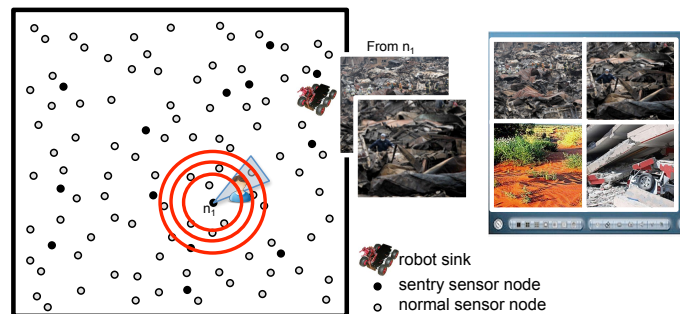 From n1
n1
robot sink
sentry sensor node
normal sensor node